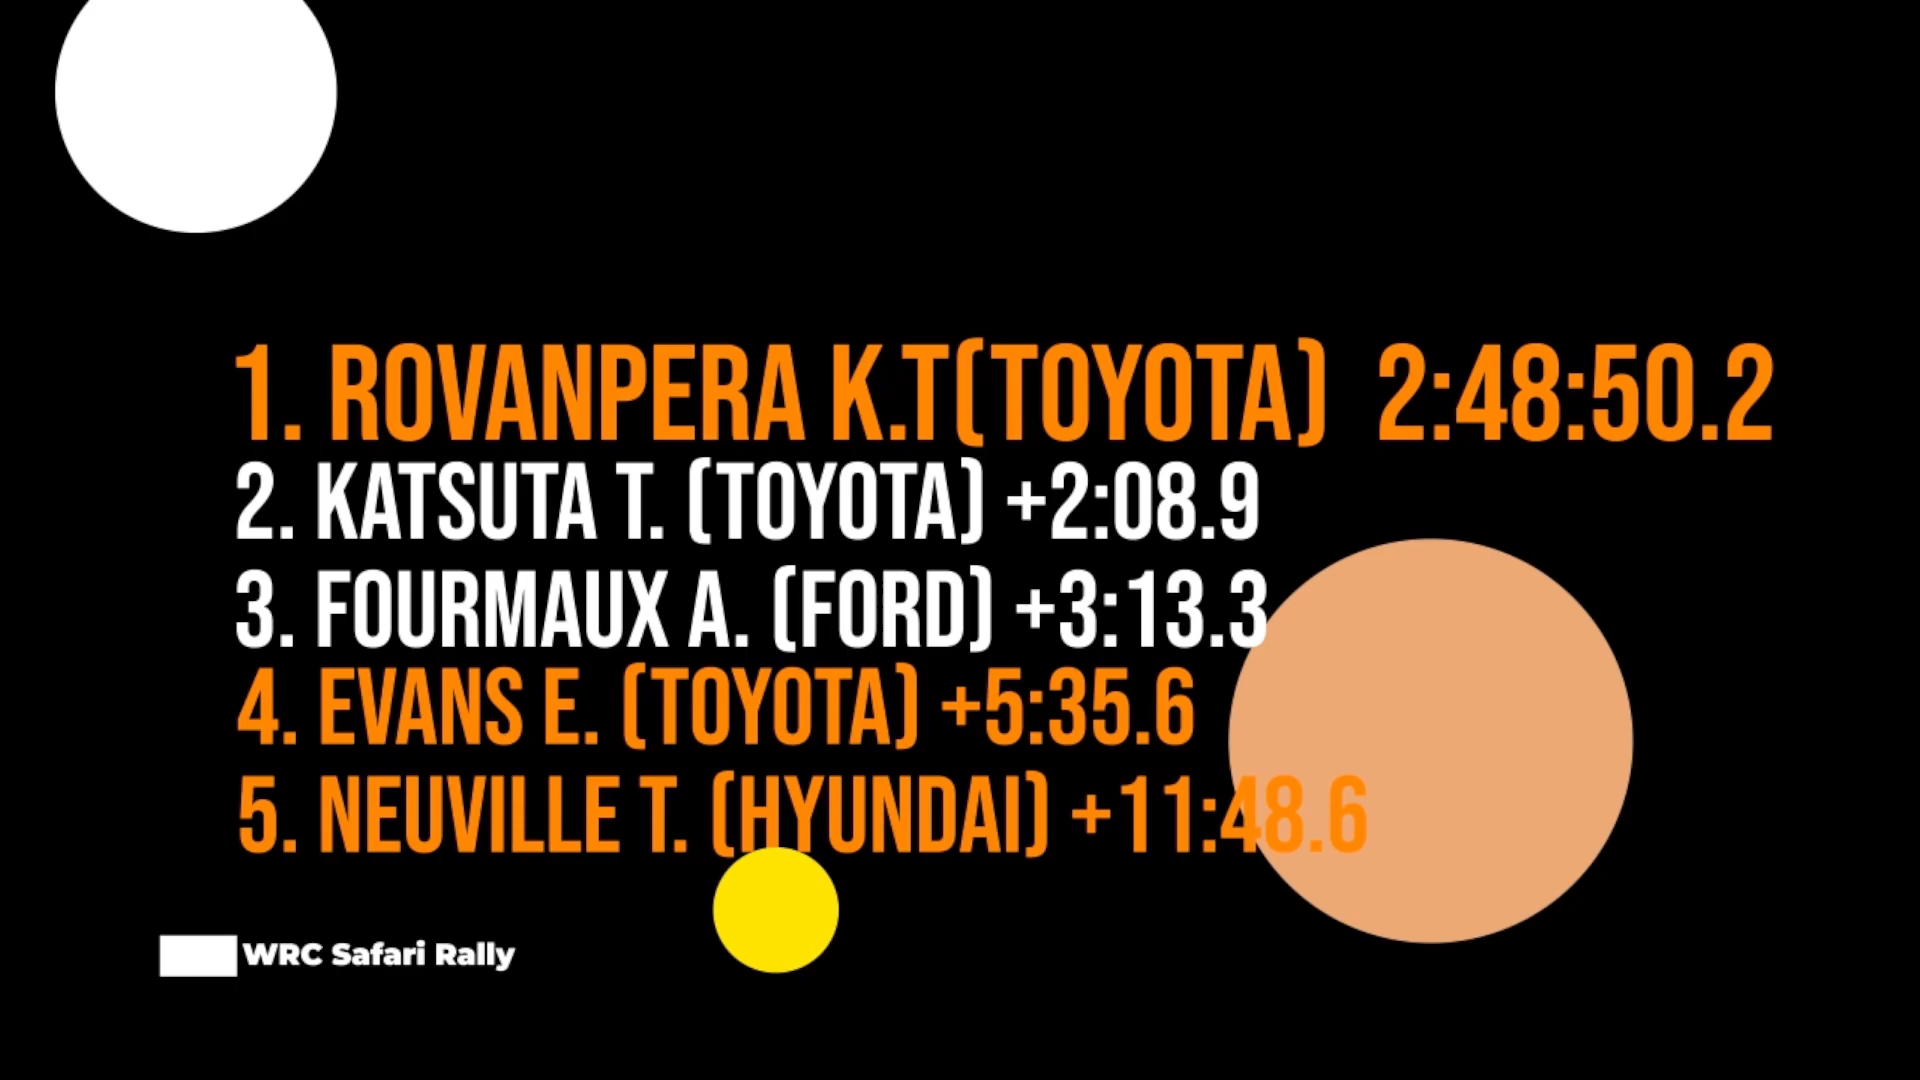 1. ROVANPERA K.T(TOYOTA) 2:48:50.2
2. KATSUTA T. (TOYOTA) +2:08.9
3. FOURMAUX A. (FORD) +3:13.3
4. EVANS E. (TOYOTA) +5:35.6
5. NEUVILLE T. (HYUNDAI) +11:48.6
WRC Safari Rally